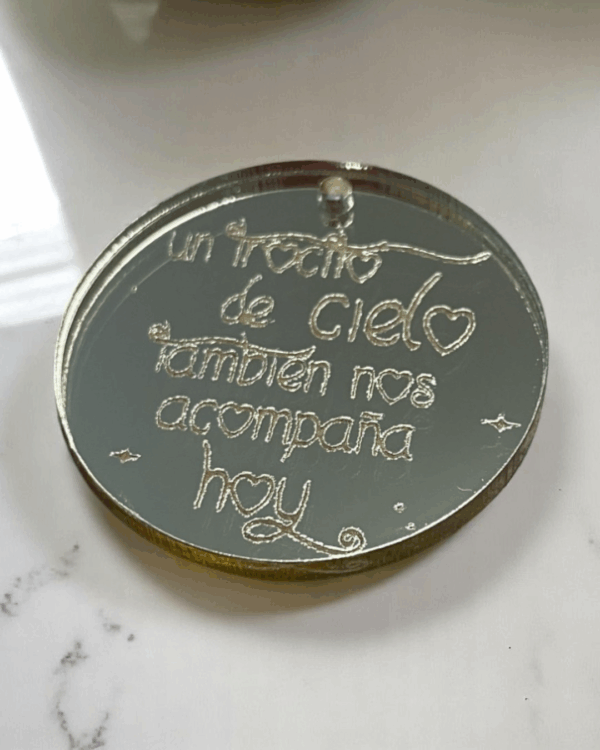 un trocito
de cielo
también nos
acompaña
hoy